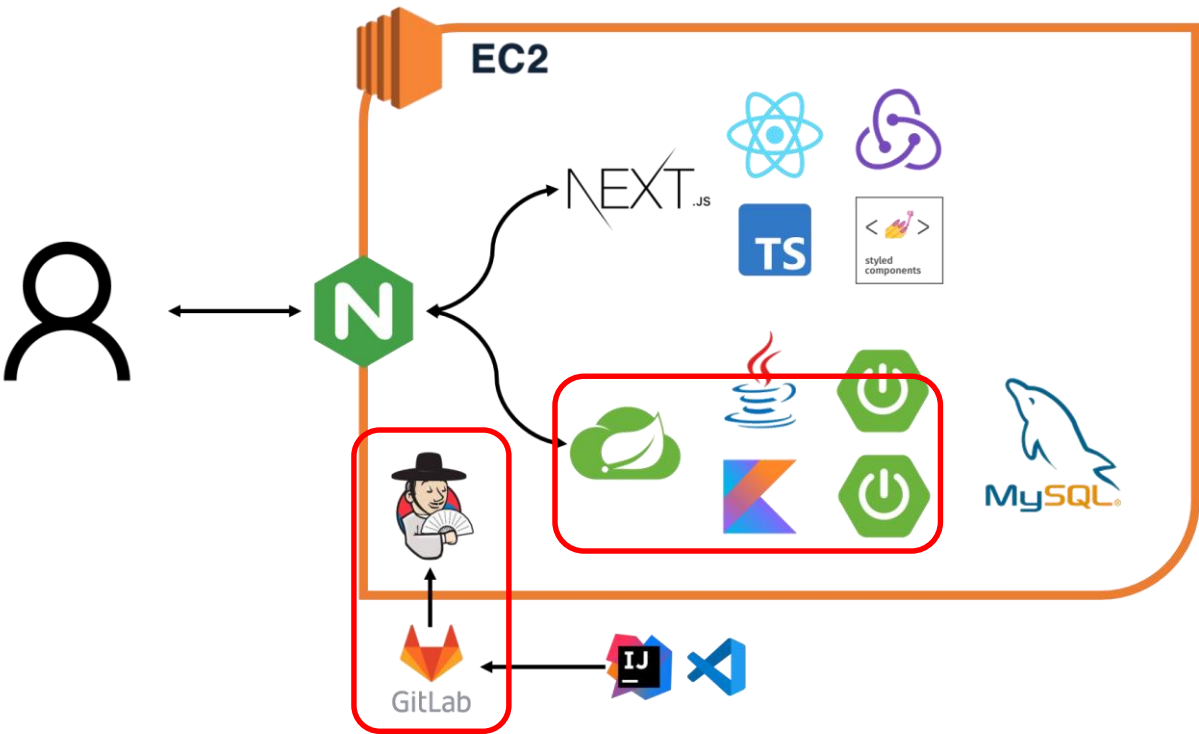 EC2
NEXT.JS
TS
< >
styled
components
N
MySQL®
IJ
GitLab